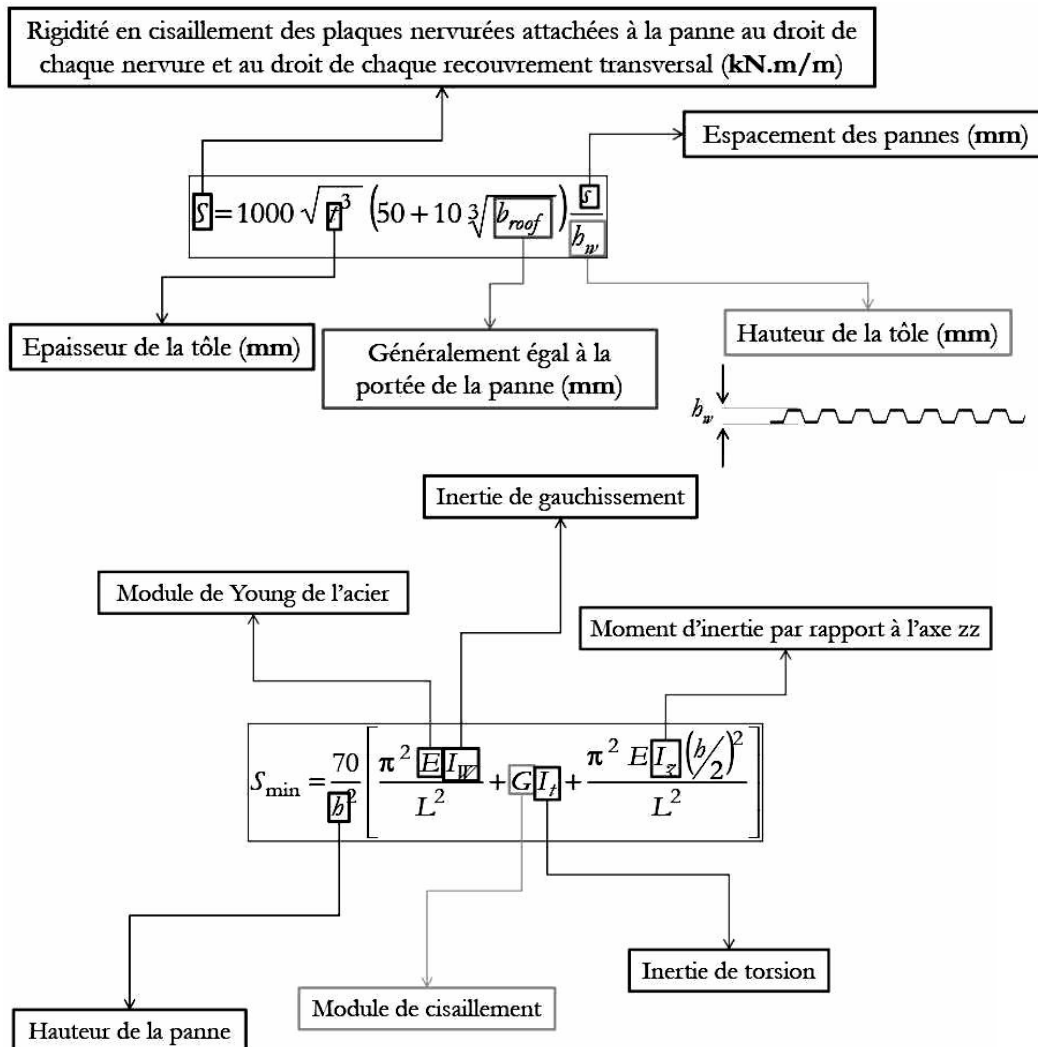 Rigidité en cisaillement des plaques nervurées attachées à la panne au droit de
chaque nervure et au droit de chaque recouvrement transversal (kN.m/m)
Espacement des pannes (mm)
S = 1000 √t³ (50 + 10 ∛b_roof) s/h_w
Epaisseur de la tôle (mm)
Généralement égal à la
portée de la panne (mm)
Hauteur de la tôle (mm)
h_w
Inertie de gauchissement
Module de Young de l'acier
Moment d'inertie par rapport à l'axe zz
S_min = 70/h² [π² E I_W / L² + G I_t + π² E I_z (h/2)² / L²]
Inertie de torsion
Module de cisaillement
Hauteur de la panne